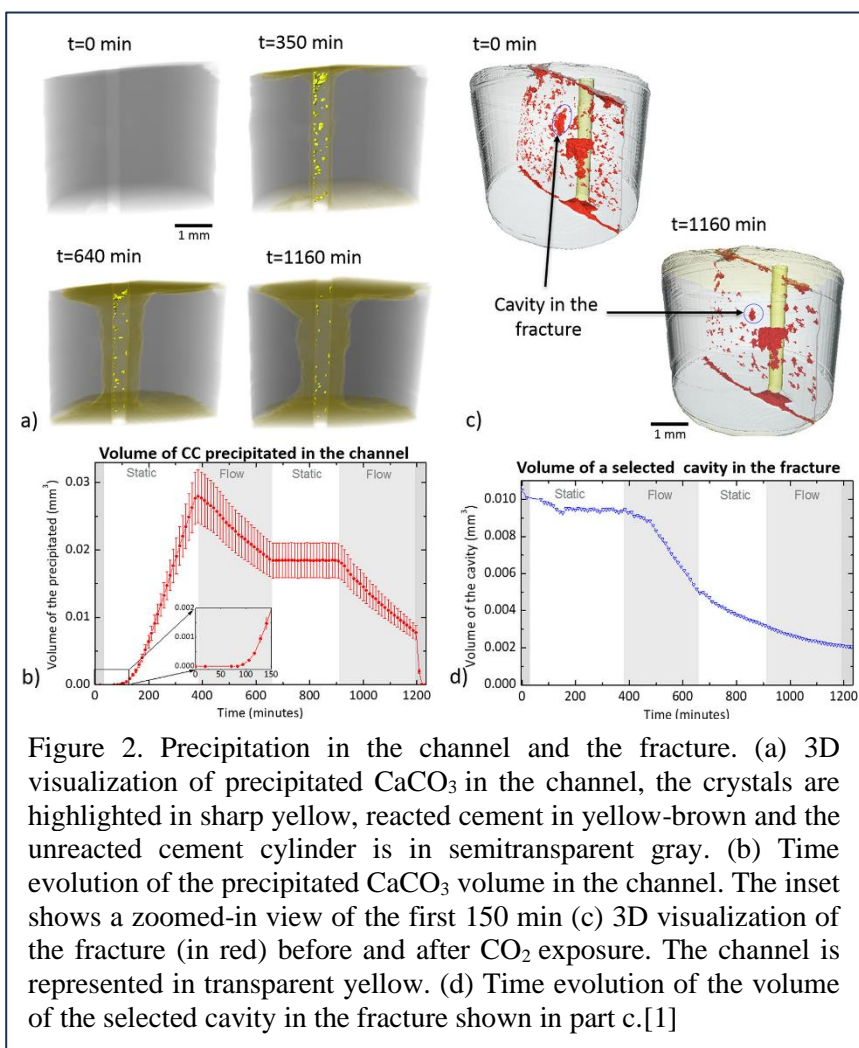 t=0 min
t=350 min
1 mm
t=640 min
t=1160 min
a)
t=0 min
t=1160 min
Cavity in the
fracture
c)
1 mm
Volume of CC precipitated in the channel
Static
Flow
Static
Flow
Volume of the precipitated (mm³)
0.03
0.02
0.01
0.00
0.002
0.001
0.000
0
50
100
150
0
200
400
600
800
1000
1200
Time (minutes)
b)
Volume of a selected cavity in the fracture
Static
Flow
Static
Flow
Volume of the cavity (mm³)
0.010
0.008
0.006
0.004
0.002
0.000
0
200
400
600
800
1000
1200
Time (minutes)
d)
Figure 2. Precipitation in the channel and the fracture. (a) 3D
visualization of precipitated CaCO₃ in the channel, the crystals are
highlighted in sharp yellow, reacted cement in yellow-brown and the
unreacted cement cylinder is in semitransparent gray. (b) Time
evolution of the precipitated CaCO₃ volume in the channel. The inset
shows a zoomed-in view of the first 150 min (c) 3D visualization of
the fracture (in red) before and after CO₂ exposure. The channel is
represented in transparent yellow. (d) Time evolution of the volume
of the selected cavity in the fracture shown in part c.[1]